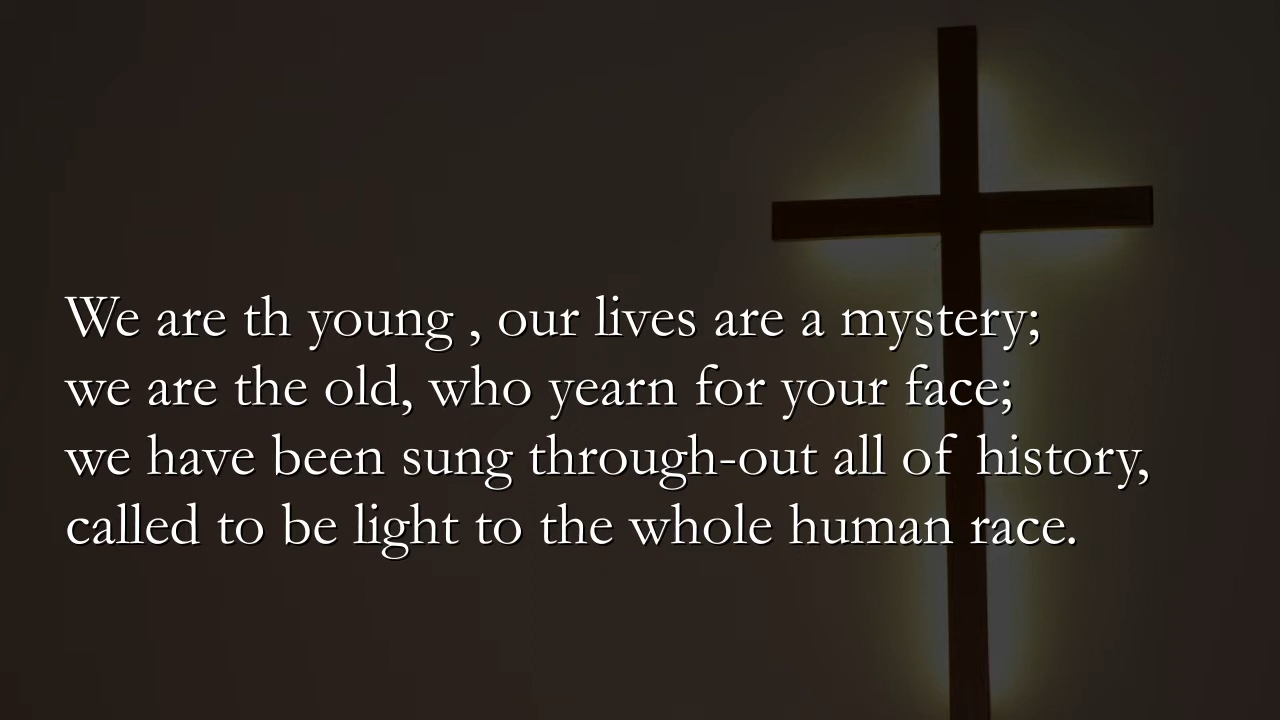 We are th young , our lives are a mystery;
we are the old, who yearn for your face;
we have been sung through-out all of history,
called to be light to the whole human race.